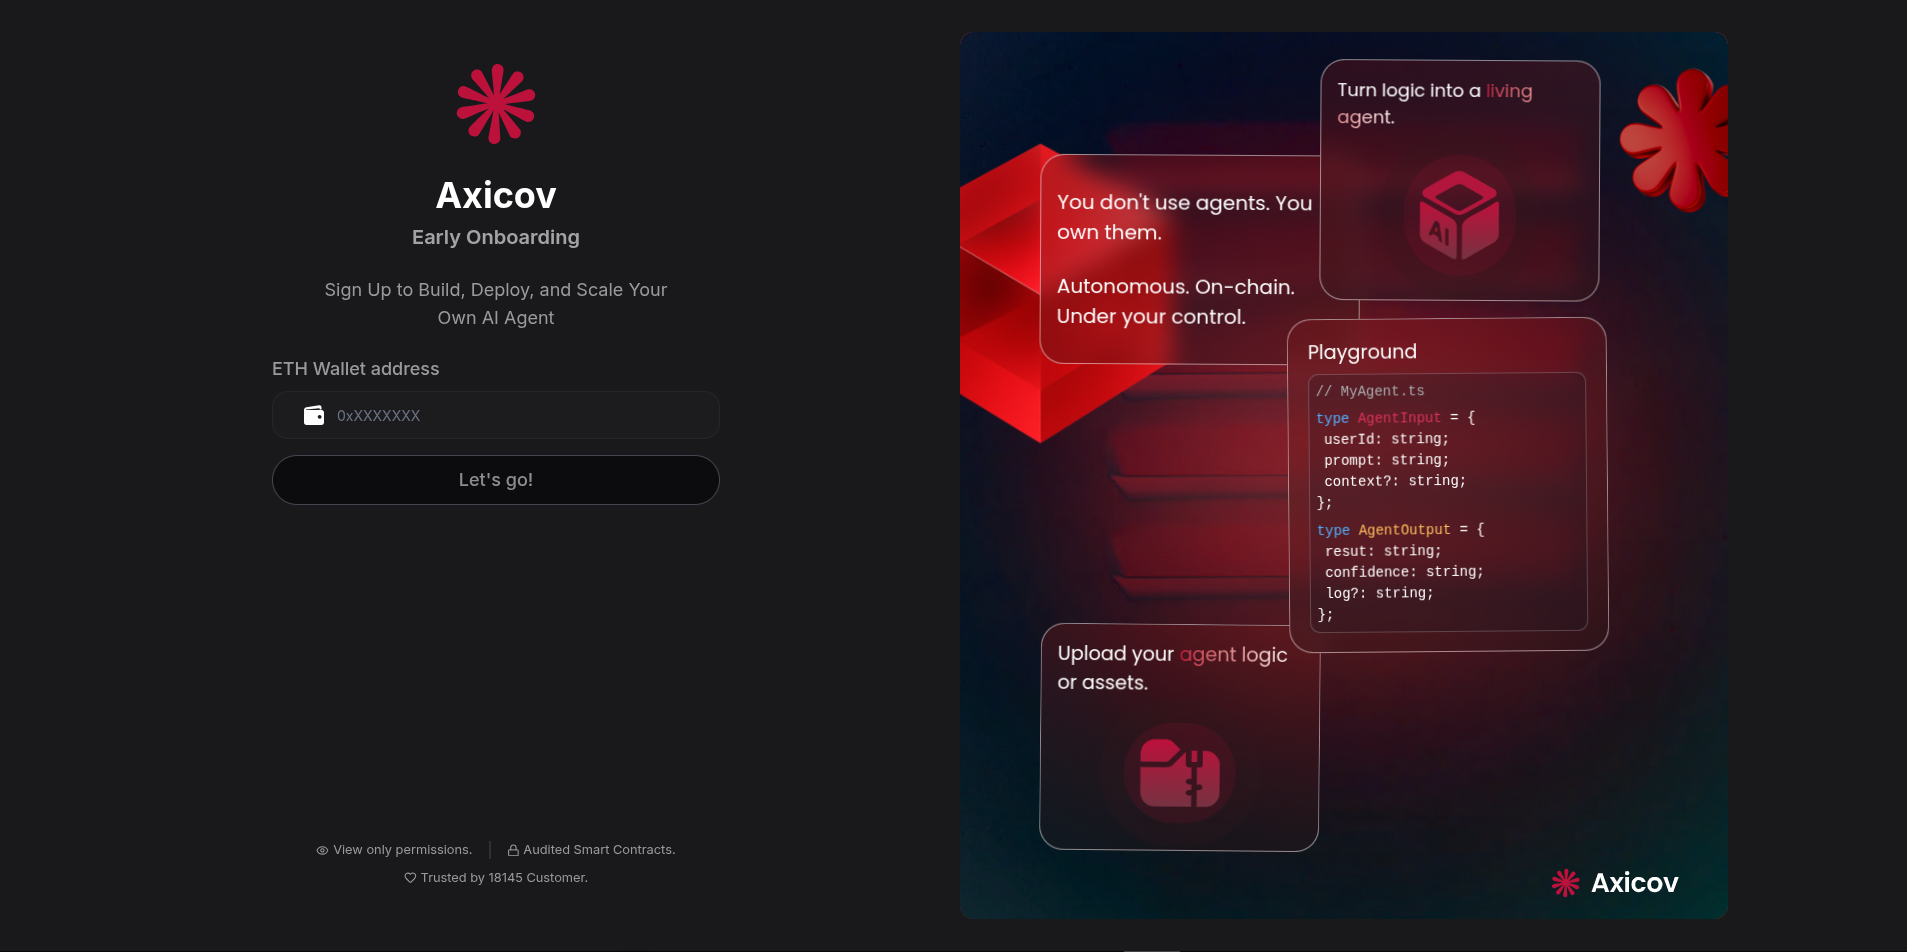 Axicov
Early Onboarding
Sign Up to Build, Deploy, and Scale Your
Own AI Agent
ETH Wallet address
0xXXXXXXX
Let's go!
View only permissions.
Audited Smart Contracts.
Trusted by 18145 Customer.
Turn logic into a living
agent.
AI
You don't use agents. You
own them.
Autonomous. On-chain.
Under your control.
Playground
// MyAgent.ts
type AgentInput = {
userId: string;
prompt: string;
context?: string;
};
type AgentOutput = {
resut: string;
confidence: string;
log?: string;
};
Upload your agent logic
or assets.
Axicov